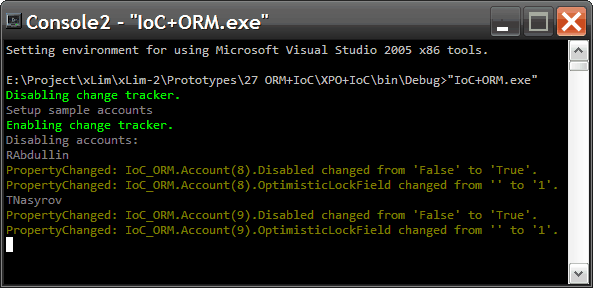 Console2 - "IoC+ORM.exe"
Setting environment for using Microsoft Visual Studio 2005 x86 tools.
E:\Project\xLim\xLim-2\Prototypes\27 ORM+IoC\XPO+IoC\bin\Debug>"IoC+ORM.exe"
Disabling change tracker.
Setup sample accounts
Enabling change tracker.
Disabling accounts:
RAbdullin
PropertyChanged: IoC_ORM.Account(8).Disabled changed from 'False' to 'True'.
PropertyChanged: IoC_ORM.Account(8).OptimisticLockField changed from '' to '1'.
TNasyrov
PropertyChanged: IoC_ORM.Account(9).Disabled changed from 'False' to 'True'.
PropertyChanged: IoC_ORM.Account(9).OptimisticLockField changed from '' to '1'.